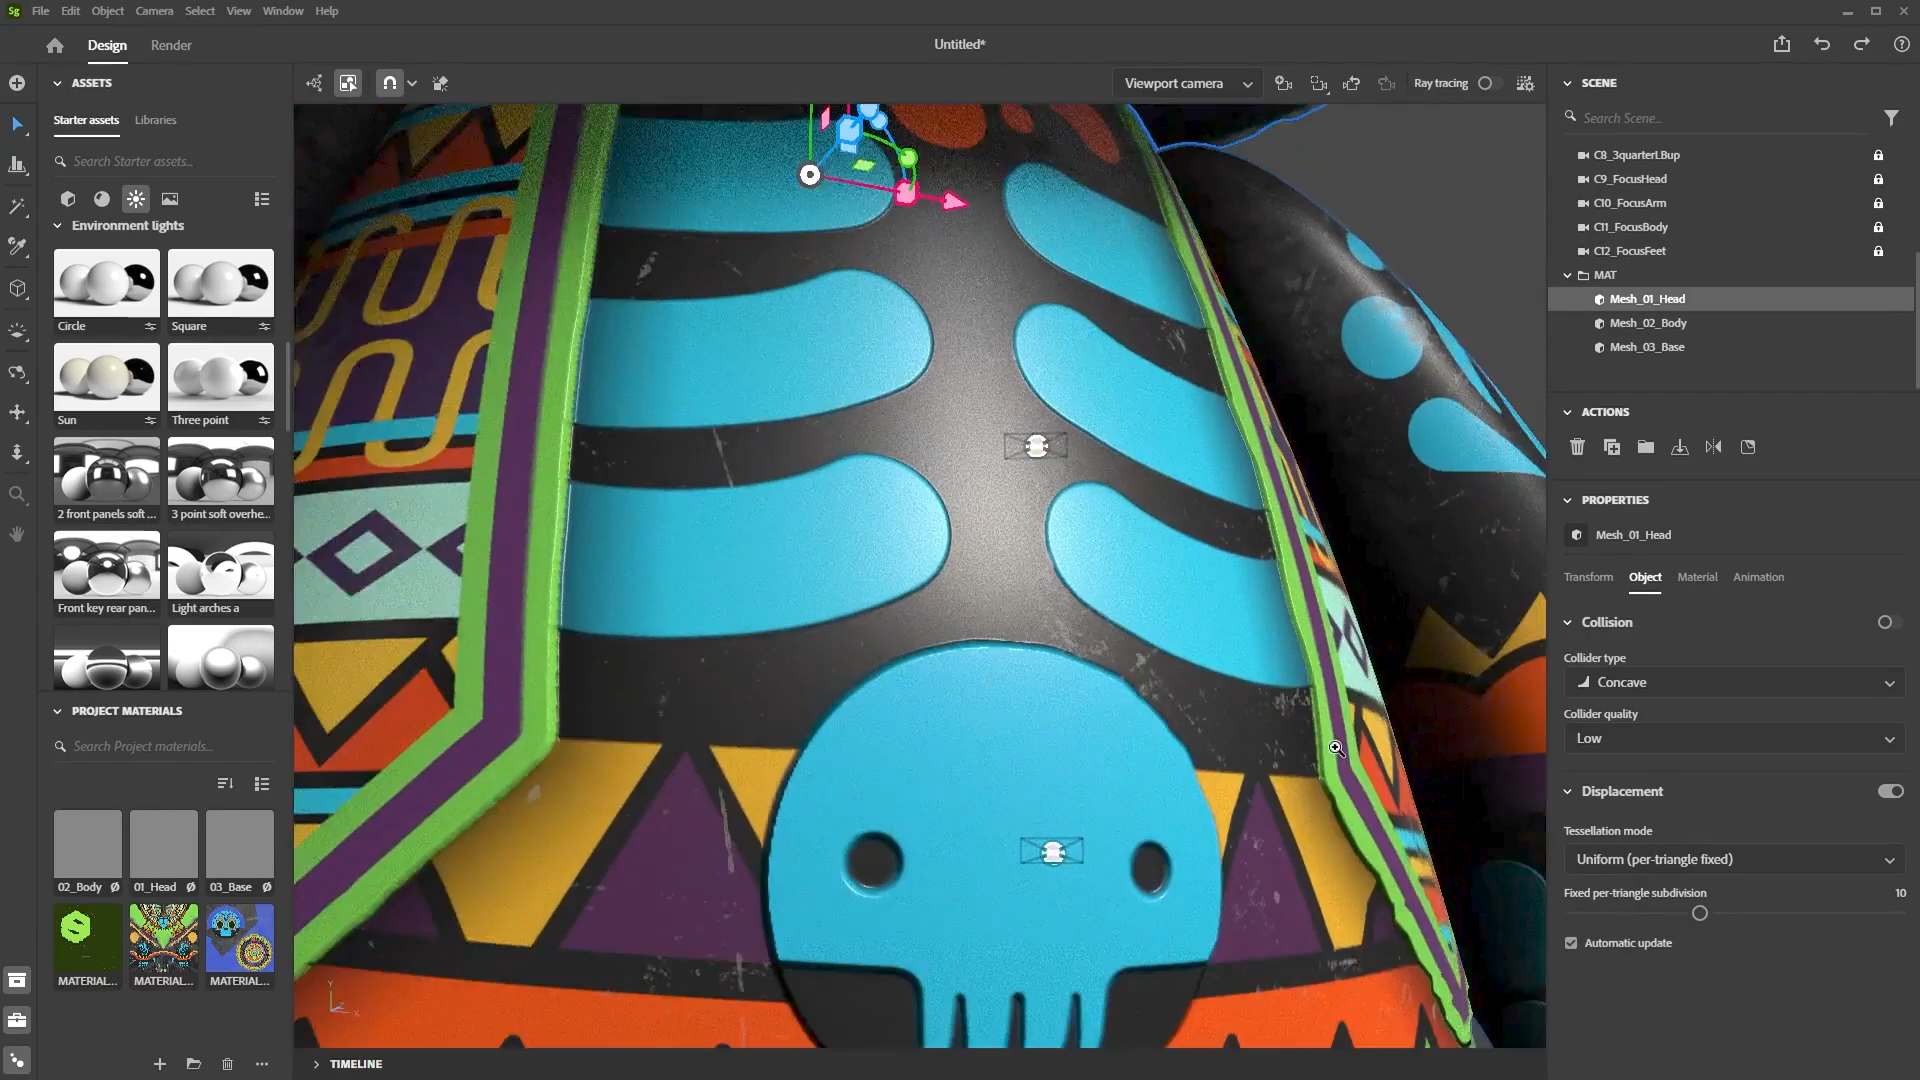 Sg File Edit Object Camera Select View Window Help
Design Render Untitled*
ASSETS
Starter assets Libraries
Search Starter assets...
Environment lights
Circle Square
Sun Three point
2 front panels soft ... 3 point soft overhe...
Front key rear pan... Light arches a
PROJECT MATERIALS
Search Project materials...
02_Body 01_Head 03_Base
MATERIAL... MATERIAL... MATERIAL...
Viewport camera Ray tracing
Y
Z X
TIMELINE
SCENE
Search Scene...
C8_3quarterLBup
C9_FocusHead
C10_FocusArm
C11_FocusBody
C12_FocusFeet
MAT
Mesh_01_Head
Mesh_02_Body
Mesh_03_Base
ACTIONS
PROPERTIES
Mesh_01_Head
Transform Object Material Animation
Collision
Collider type
Concave
Collider quality
Low
Displacement
Tessellation mode
Uniform (per-triangle fixed)
Fixed per-triangle subdivision 10
Automatic update